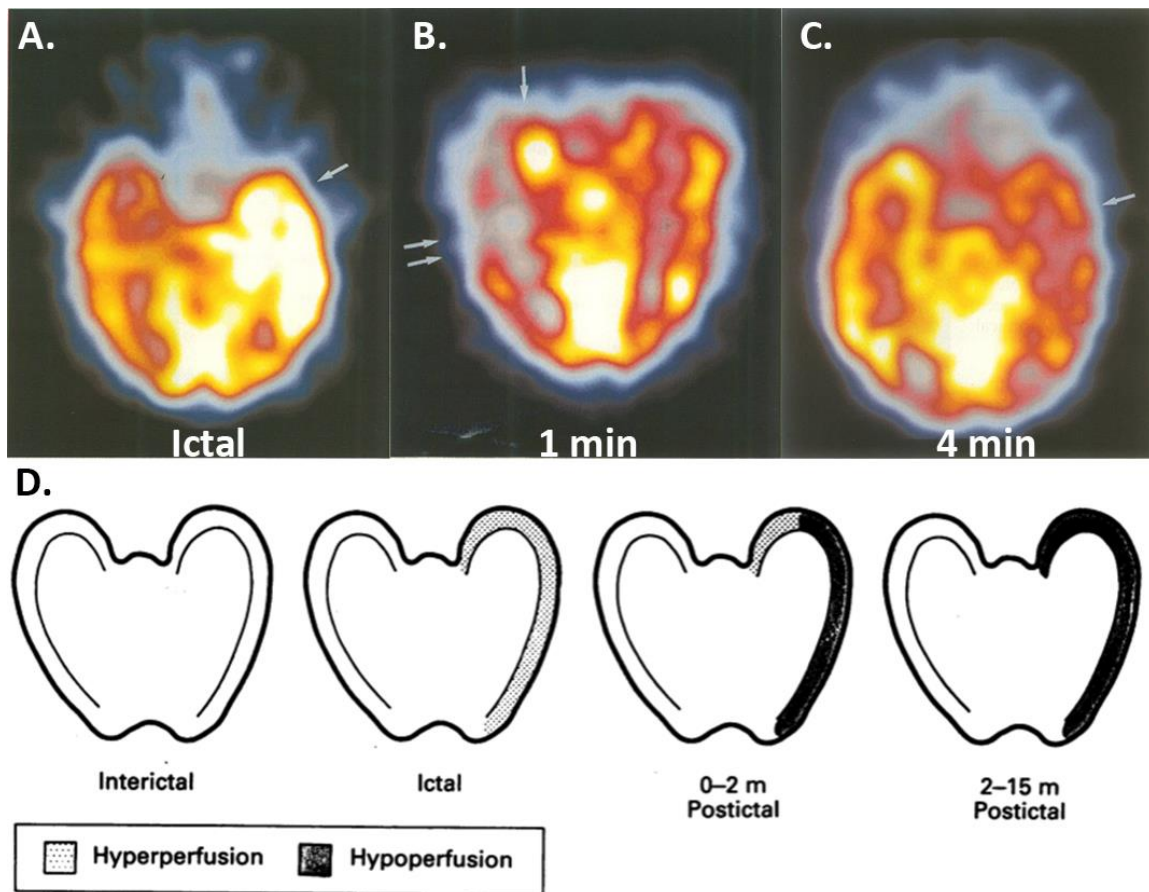 A.
B.
C.
Ictal
1 min
4 min
D.
Interictal
Ictal
0–2 m
Postictal
2–15 m
Postictal
Hyperperfusion
Hypoperfusion